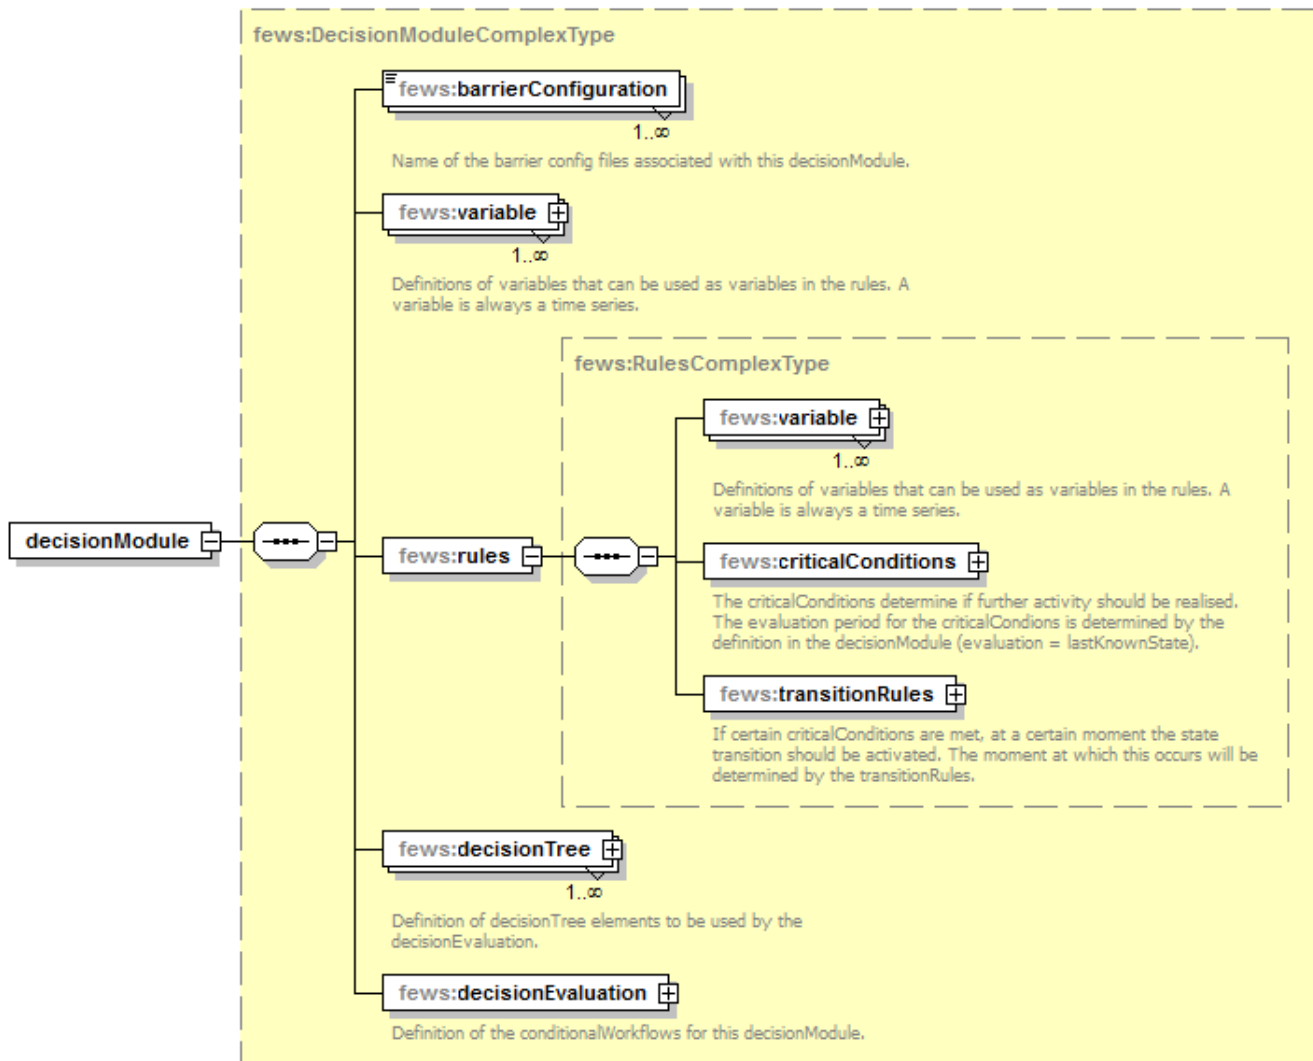 fews:DecisionModuleComplexType
fews:barrierConfiguration
1..∞
Name of the barrier config files associated with this decisionModule.
fews:variable
1..∞
Definitions of variables that can be used as variables in the rules. A
variable is always a time series.
fews:RulesComplexType
fews:variable
1..∞
Definitions of variables that can be used as variables in the rules. A
variable is always a time series.
decisionModule
fews:rules
fews:criticalConditions
The criticalConditions determine if further activity should be realised.
The evaluation period for the criticalCondions is determined by the
definition in the decisionModule (evaluation = lastKnownState).
fews:transitionRules
If certain criticalConditions are met, at a certain moment the state
transition should be activated. The moment at which this occurs will be
determined by the transitionRules.
fews:decisionTree
1..∞
Definition of decisionTree elements to be used by the
decisionEvaluation.
fews:decisionEvaluation
Definition of the conditionalWorkflows for this decisionModule.